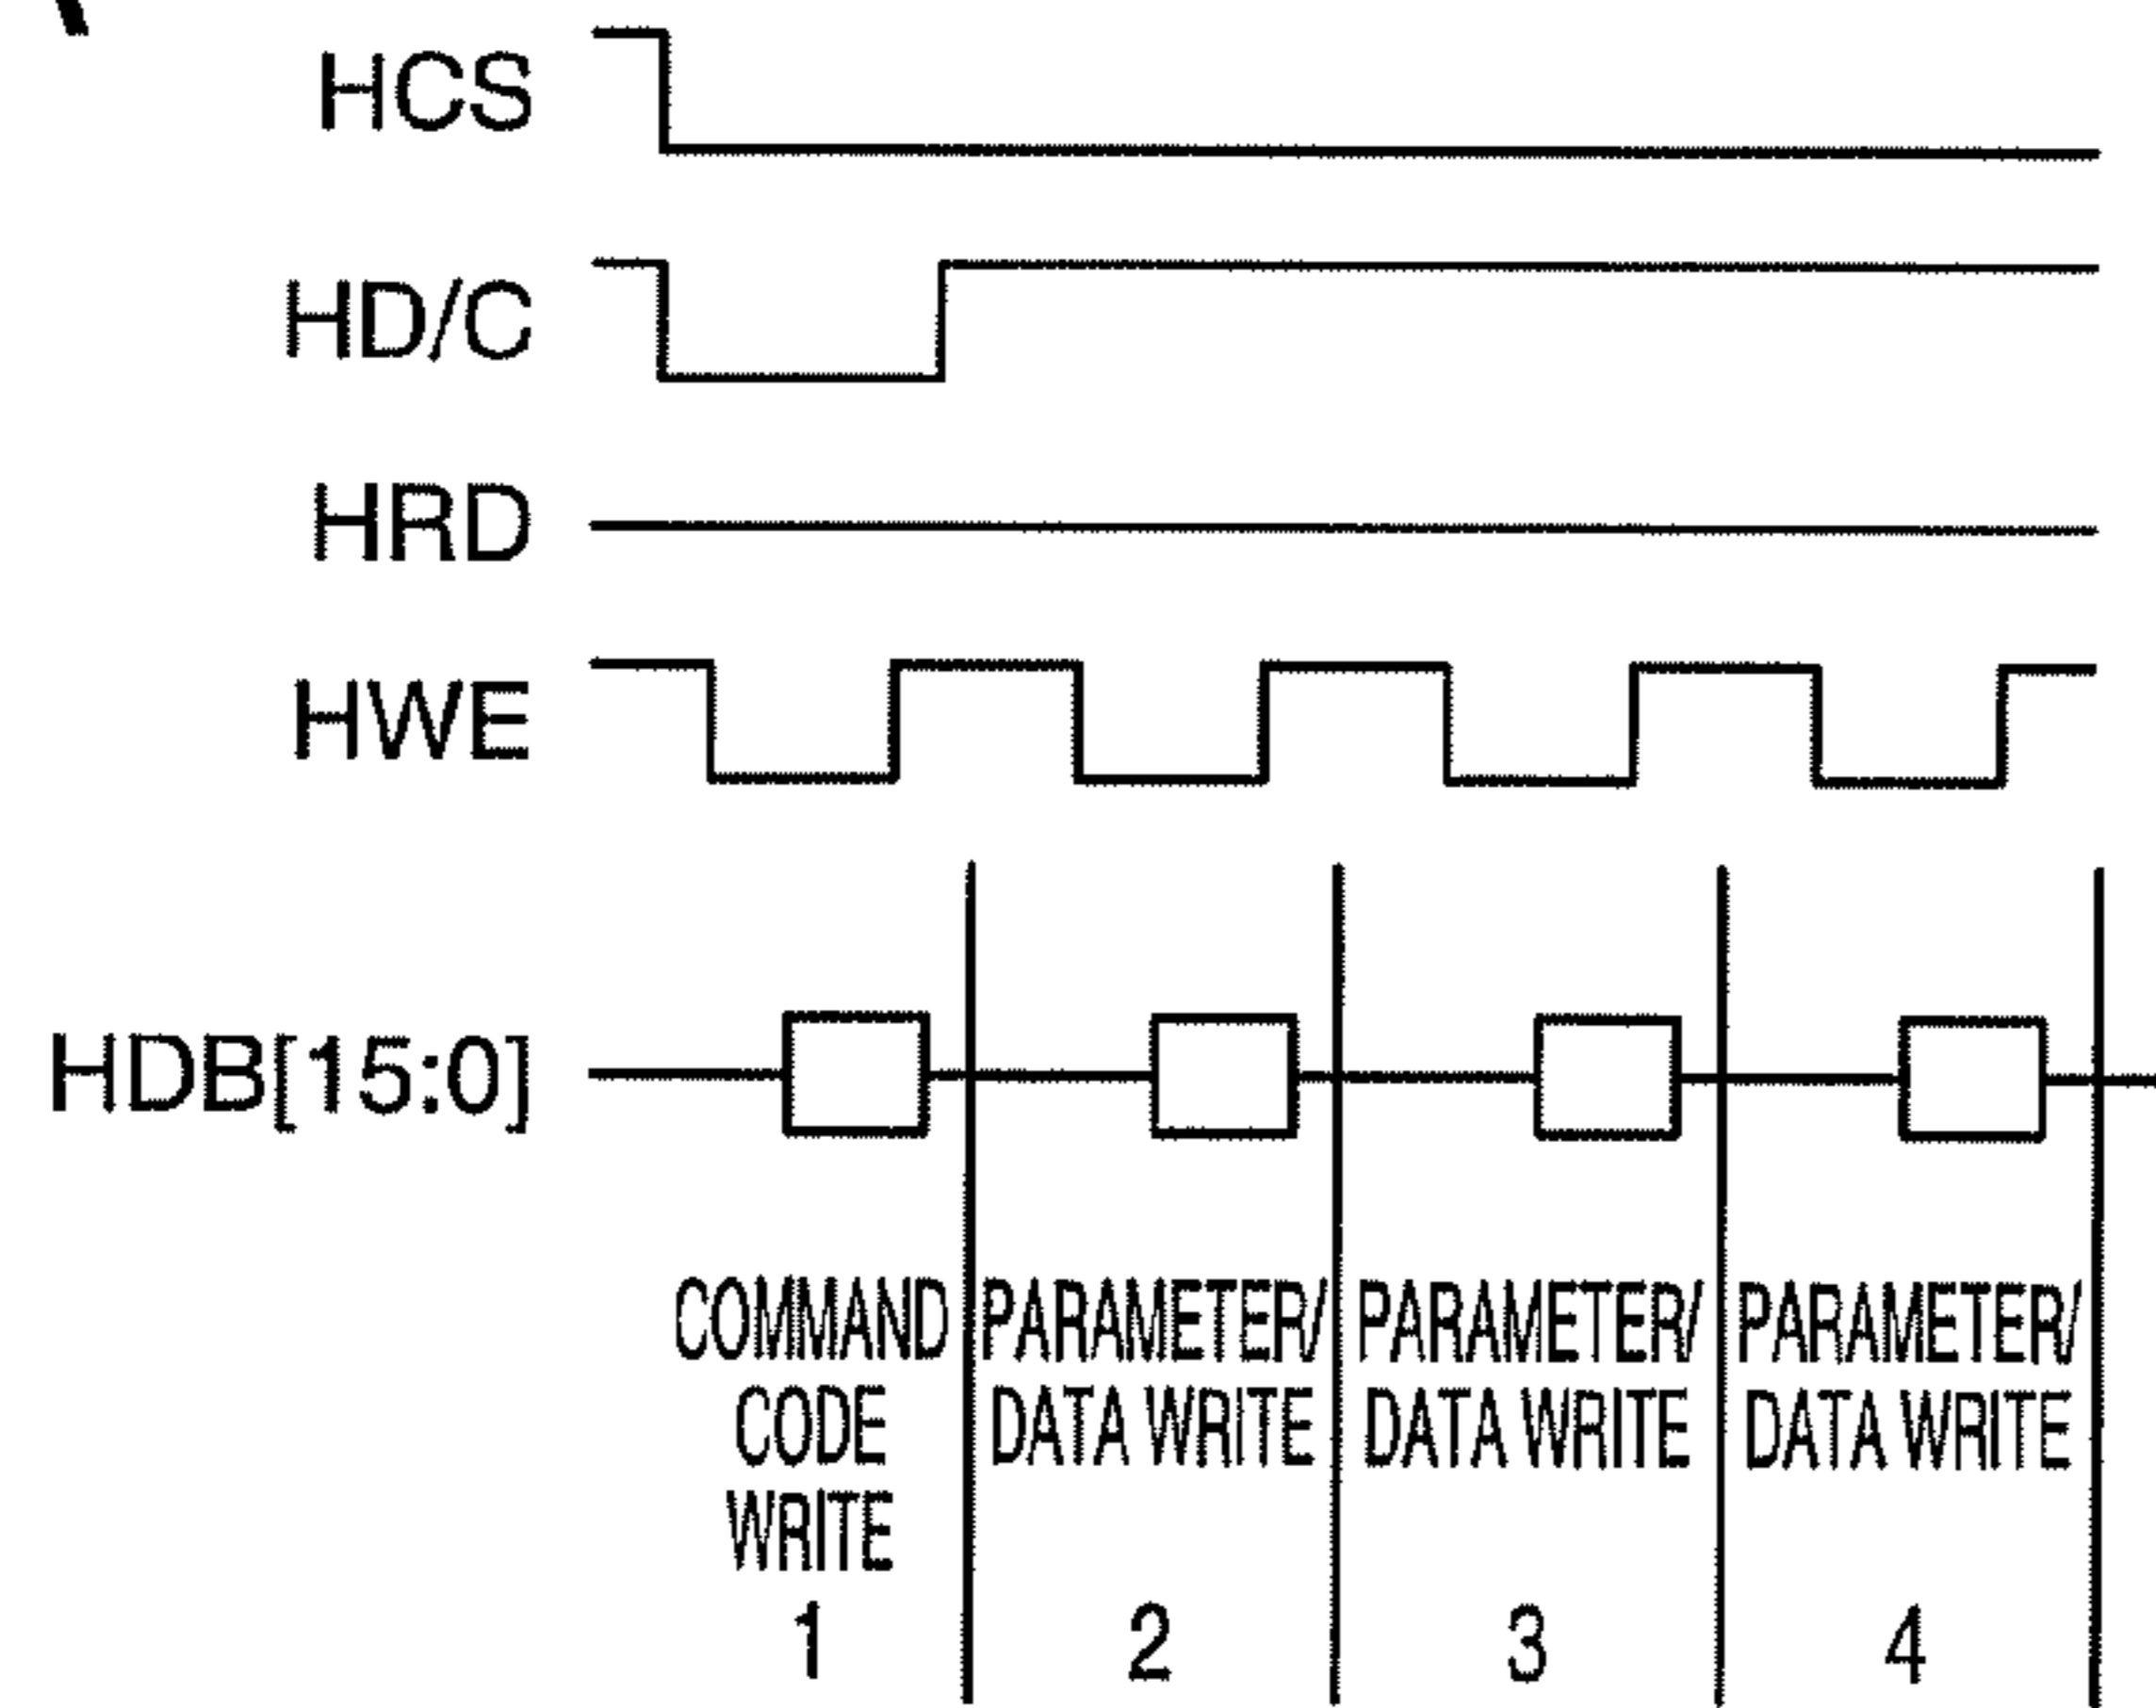 HCS
HD/C
HRD
HWE
HDB[15:0]
COMMAND PARAMETER/ PARAMETER/ PARAMETER/
CODE DATA WRITE DATA WRITE DATA WRITE
WRITE
1 2 3 4